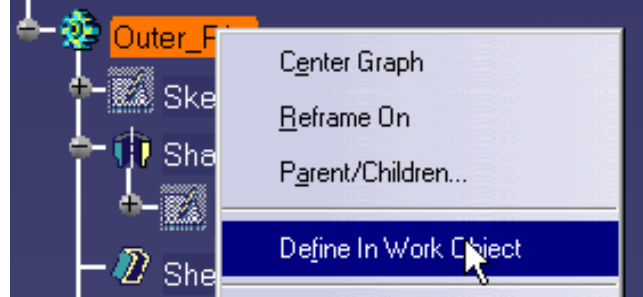 Outer_
Center Graph
Ske
Reframe On
Sha
Parent/Children...
Define In Work Object
She